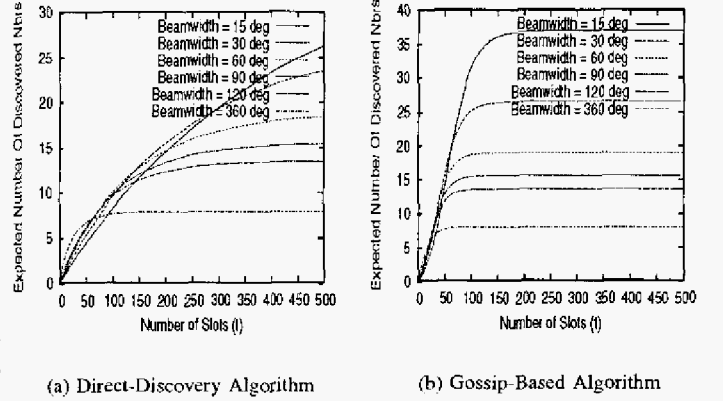 Expected Number Of Discovered Nbrs
30
25
20
15
10
5
0
Beamwidth = 15 deg
Beamwidth = 30 deg
Beamwidth = 60 deg
Beamwidth = 90 deg
Beamwidth = 120 deg
Beamwidth = 360 deg
0 50 100 150 200 250 300 350 400 450 500
Number of Slots (t)
(a) Direct-Discovery Algorithm
Expected Number Of Discovered Nbrs
40
35
30
25
20
15
10
5
0
Beamwidth = 15 deg
Beamwidth = 30 deg
Beamwidth = 60 deg
Beamwidth = 90 deg
Beamwidth = 120 deg
Beamwidth = 360 deg
0 50 100 150 200 250 300 350 400 450 500
Number of Slots (t)
(b) Gossip-Based Algorithm